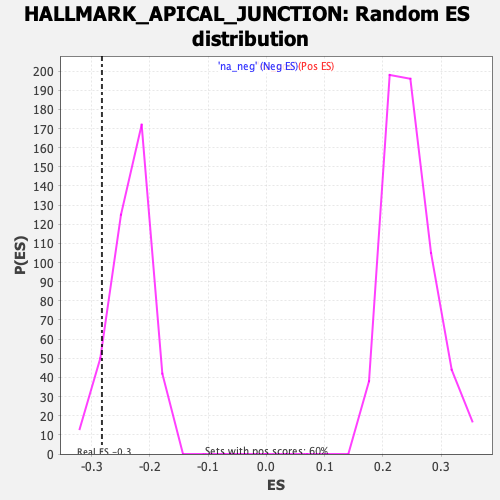 HALLMARK_APICAL_JUNCTION: Random ES
distribution
'na_neg' (Neg ES)(Pos ES)
200
190
180
170
160
150
140
130
120
110
100
90
80
70
60
50
40
30
20
10
0
P(ES)
Real ES -0.3
Sets with pos scores: 60%
-0.3 -0.2 -0.1 0.0 0.1 0.2 0.3
ES